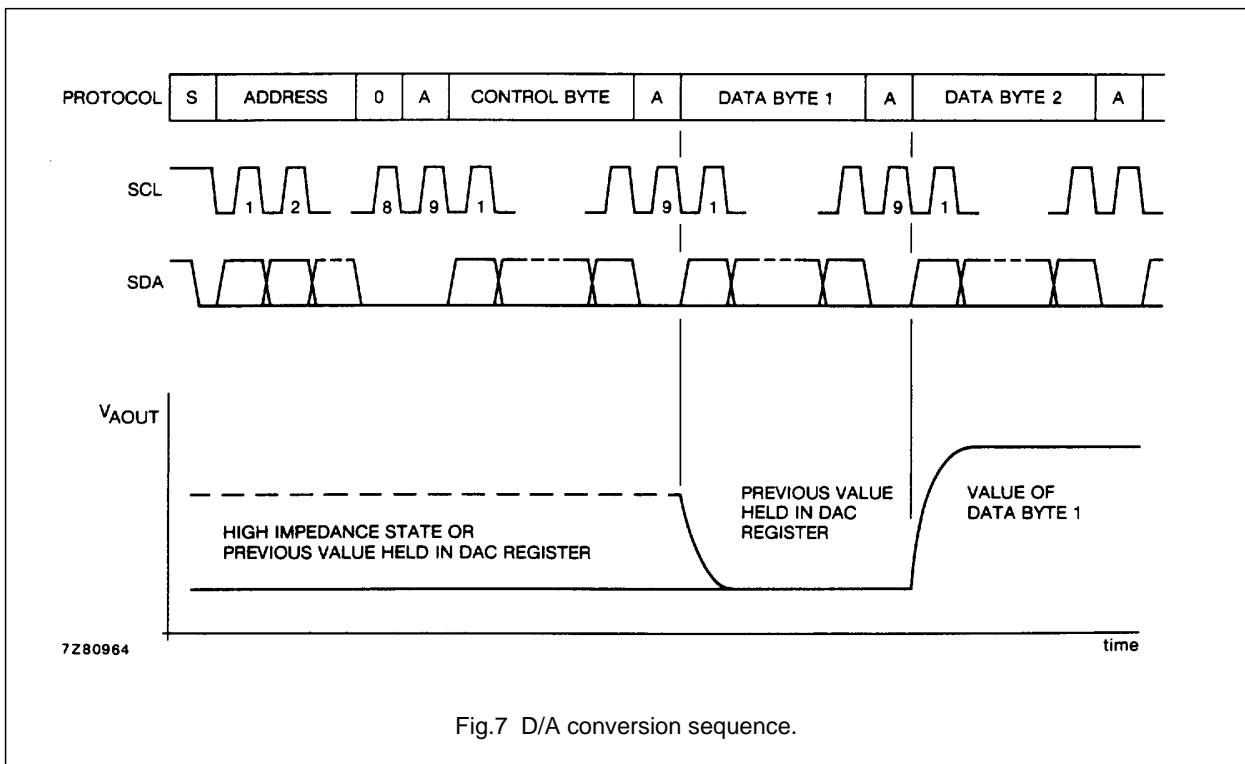 PROTOCOL S ADDRESS 0 A CONTROL BYTE A DATA BYTE 1 A DATA BYTE 2 A
SCL 1 2 8 9 1 9 1 9 1
SDA
VAOUT
HIGH IMPEDANCE STATE OR
PREVIOUS VALUE HELD IN DAC REGISTER
PREVIOUS VALUE
HELD IN DAC
REGISTER
VALUE OF
DATA BYTE 1
7Z80964
time
Fig.7 D/A conversion sequence.